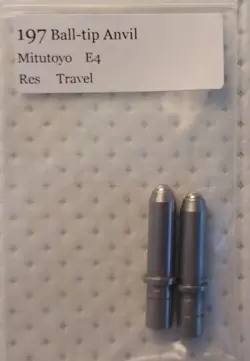 197 Ball-tip Anvil
Mitutoyo E4
Res Travel